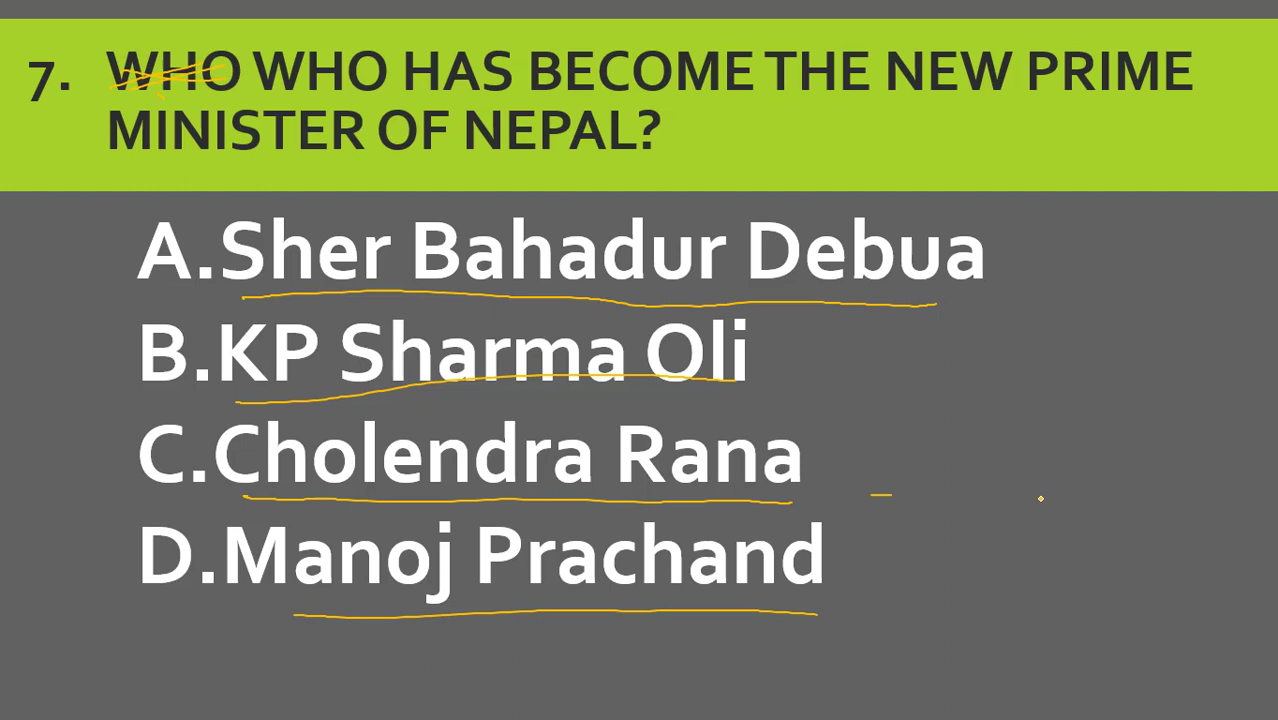 7. WHO WHO HAS BECOME THE NEW PRIME
MINISTER OF NEPAL?
A.Sher Bahadur Debua
B.KP Sharma Oli
C.Cholendra Rana
D.Manoj Prachand